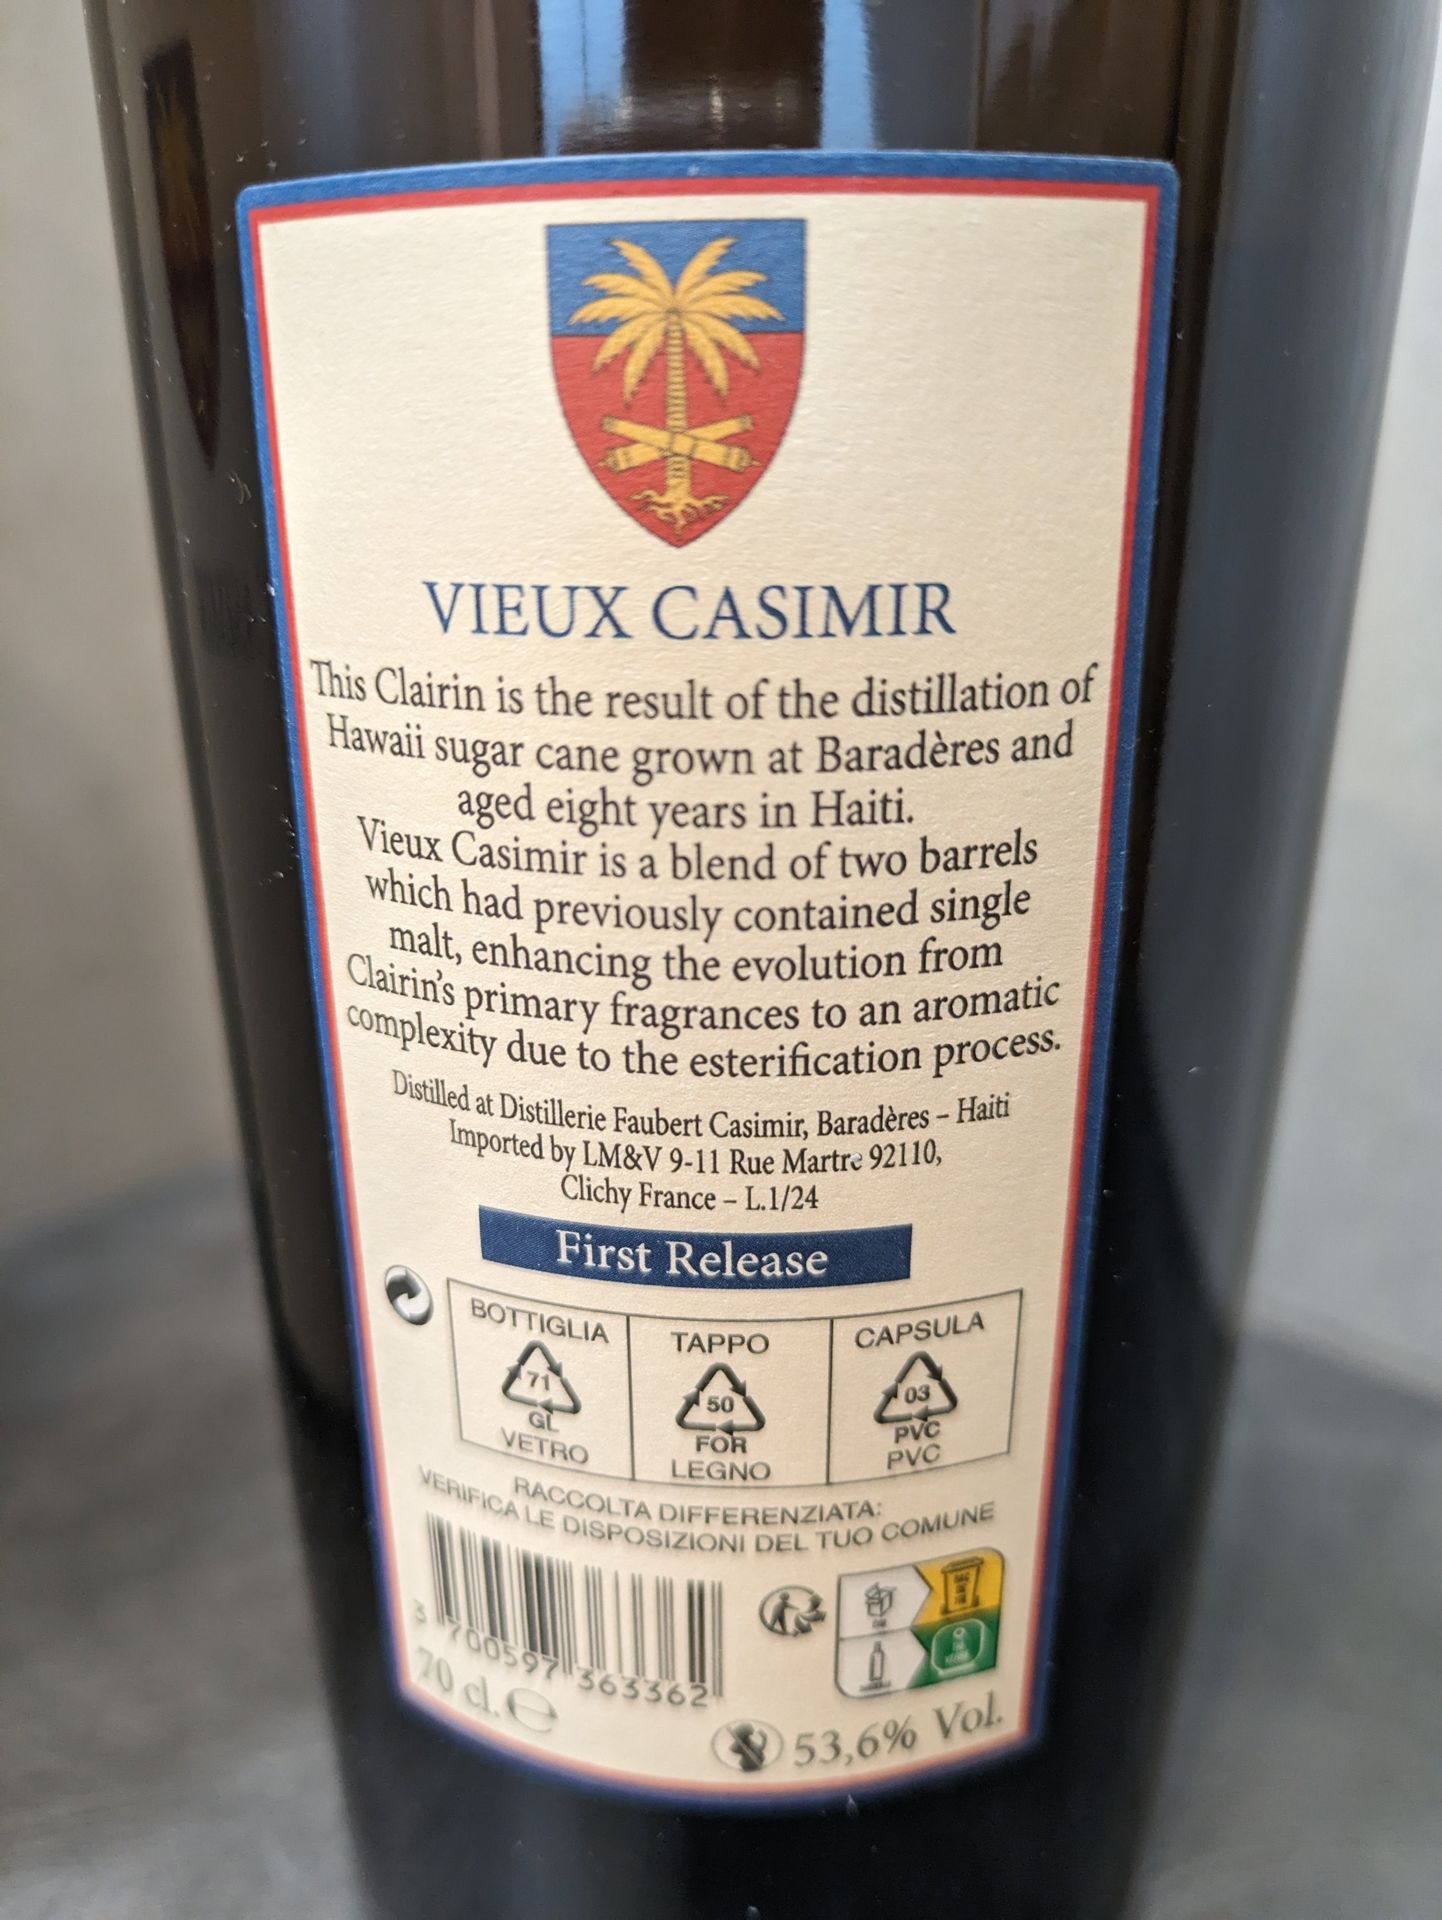 VIEUX CASIMIR
This Clairin is the result of the distillation of
Hawaii sugar cane grown at Baradères and
aged eight years in Haiti.
Vieux Casimir is a blend of two barrels
which had previously contained single
malt, enhancing the evolution from
Clairin's primary fragrances to an aromatic
complexity due to the esterification process.
Distilled at Distillerie Faubert Casimir, Baradères – Haiti
Imported by LM&V 9-11 Rue Martre 92110,
Clichy France – L.1/24
First Release
BOTTIGLIA
71
GL
VETRO
TAPPO
50
FOR
LEGNO
CAPSULA
03
PVC
PVC
RACCOLTA DIFFERENZIATA:
VERIFICA LE DISPOSIZIONI DEL TUO COMUNE
3 700597 363362
70 cl. ℮
53,6% Vol.